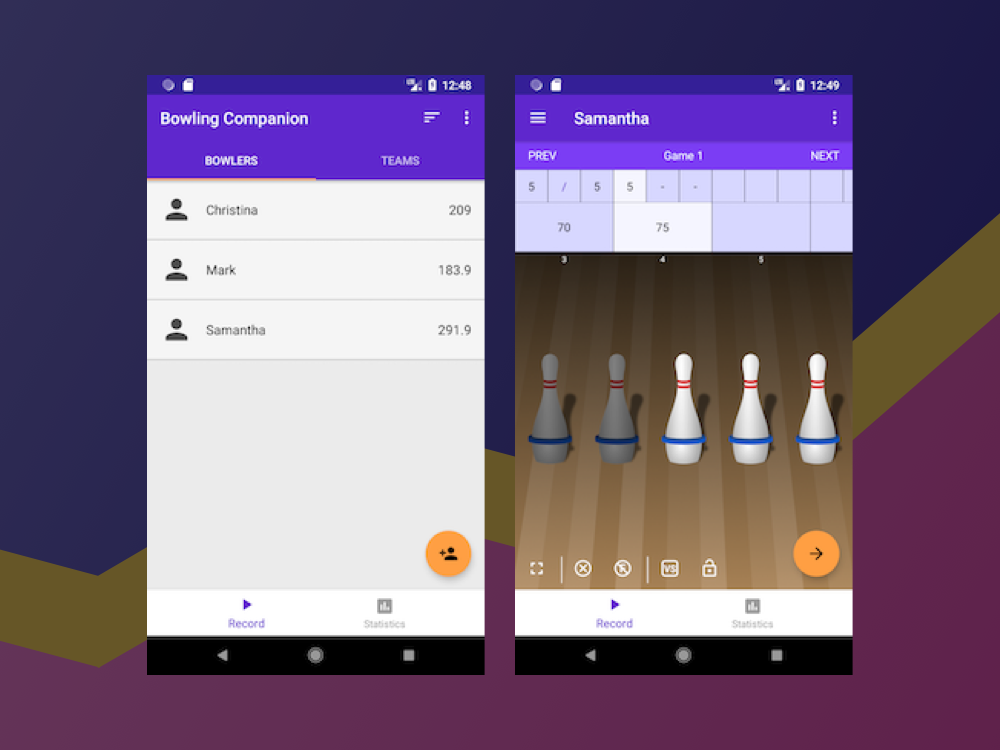 12:48
Bowling Companion
BOWLERS TEAMS
Christina 209
Mark 183.9
Samantha 291.9
Record Statistics
12:49
Samantha
PREV Game 1 NEXT
5 / 5 5 - -
70 75
3 4 5
VS
Record Statistics